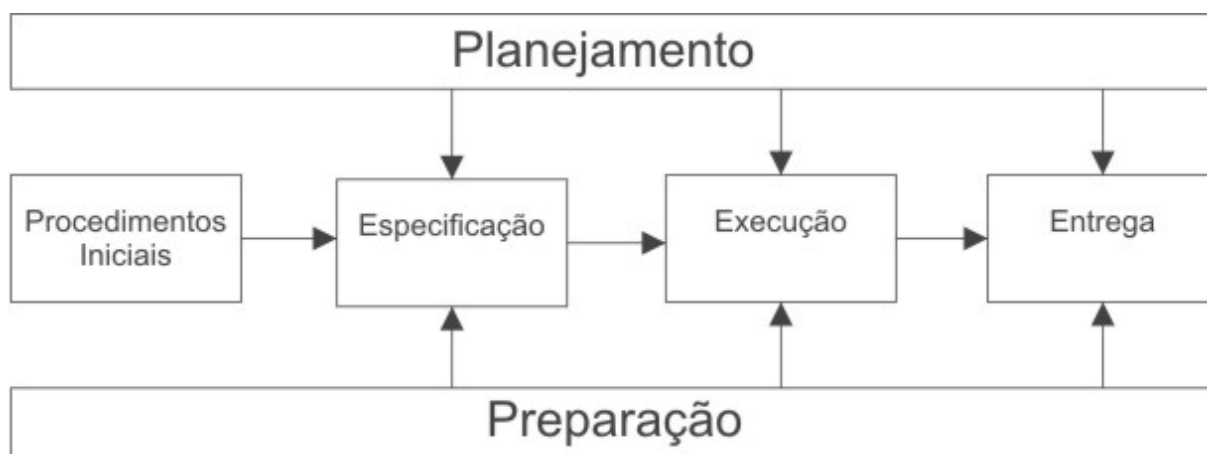 Planejamento
Procedimentos
Iniciais
Especificação
Execução
Entrega
Preparação